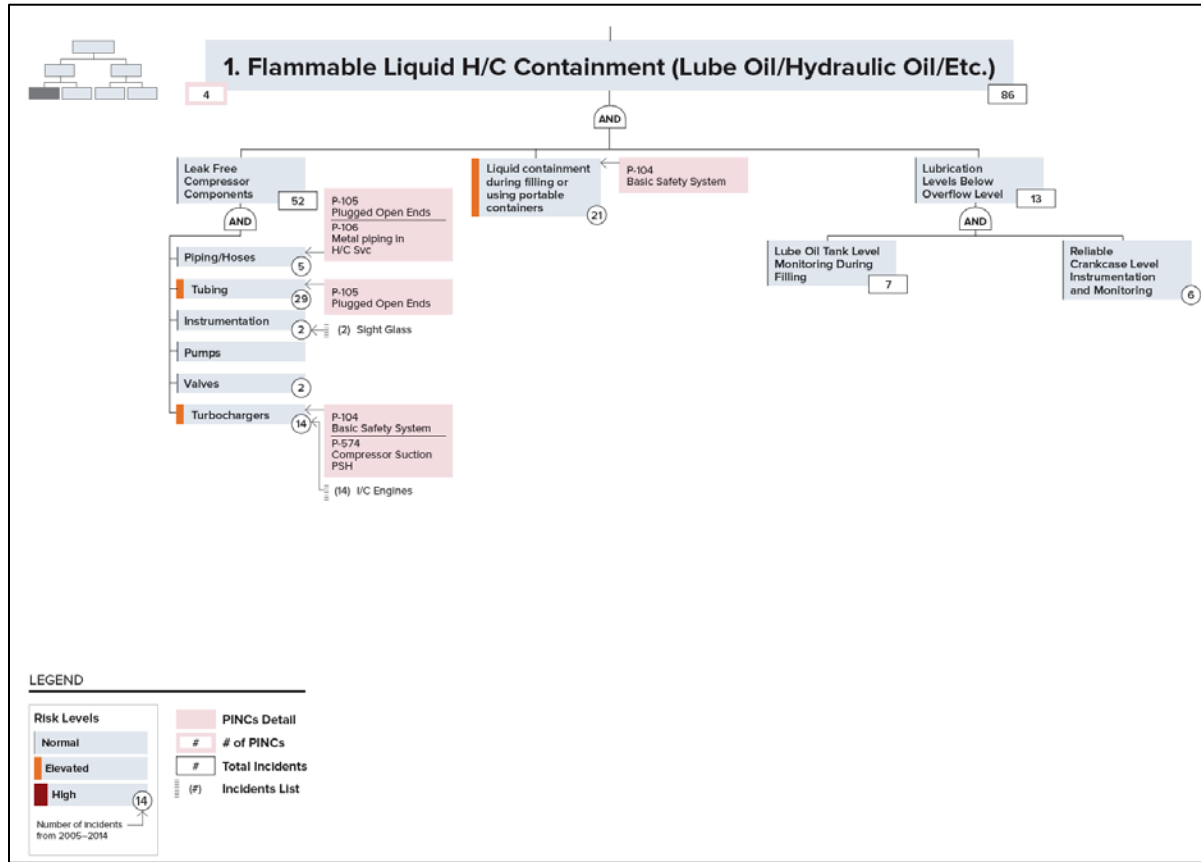 1. Flammable Liquid H/C Containment (Lube Oil/Hydraulic Oil/Etc.)
4
86
AND
Leak Free
Compressor
Components
52
AND
Piping/Hoses
5
Tubing
29
Instrumentation
2
Pumps
Valves
2
Turbochargers
14
P-105
Plugged Open Ends
P-106
Metal piping in
H/C Svc
P-105
Plugged Open Ends
(2) Sight Glass
P-104
Basic Safety System
P-574
Compressor Suction
PSH
(14) I/C Engines
Liquid containment
during filling or
using portable
containers
21
P-104
Basic Safety System
Lubrication
Levels Below
Overflow Level
13
AND
Lube Oil Tank Level
Monitoring During
Filling
7
Reliable
Crankcase Level
Instrumentation
and Monitoring
6
LEGEND
Risk Levels
Normal
Elevated
High
14
Number of incidents
from 2005–2014
PINCs Detail
# # of PINCs
# Total Incidents
(#) Incidents List